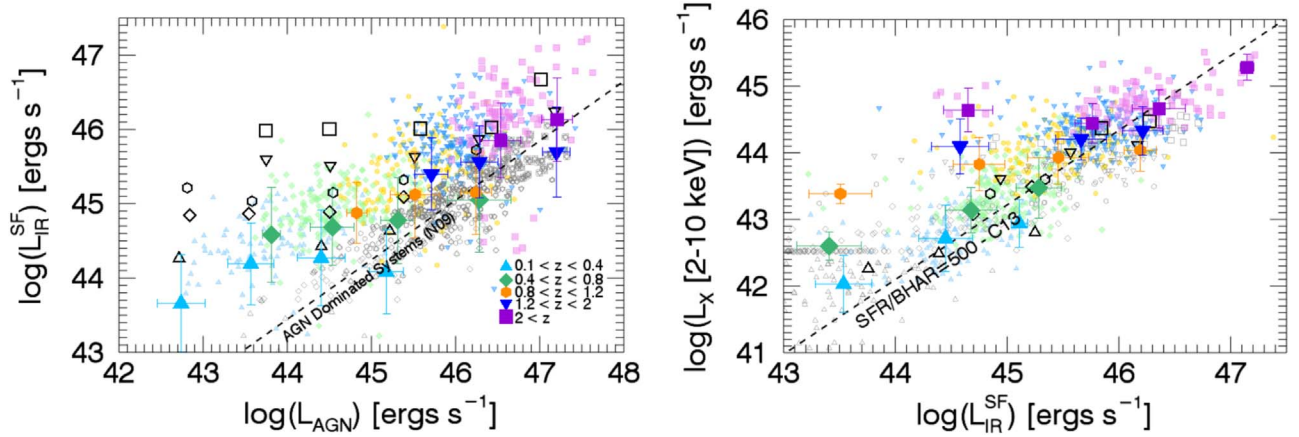 log(L_IR^SF) [ergs s⁻¹]
47
46
45
44
43
42 43 44 45 46 47 48
log(L_AGN) [ergs s⁻¹]
AGN Dominated Systems (N09)
0.1 < z < 0.4
0.4 < z < 0.8
0.8 < z < 1.2
1.2 < z < 2
2 < z
log(L_X [2-10 keV]) [ergs s⁻¹]
46
45
44
43
42
41
43 44 45 46 47
log(L_IR^SF) [ergs s⁻¹]
SFR/BHAR=500 - C13